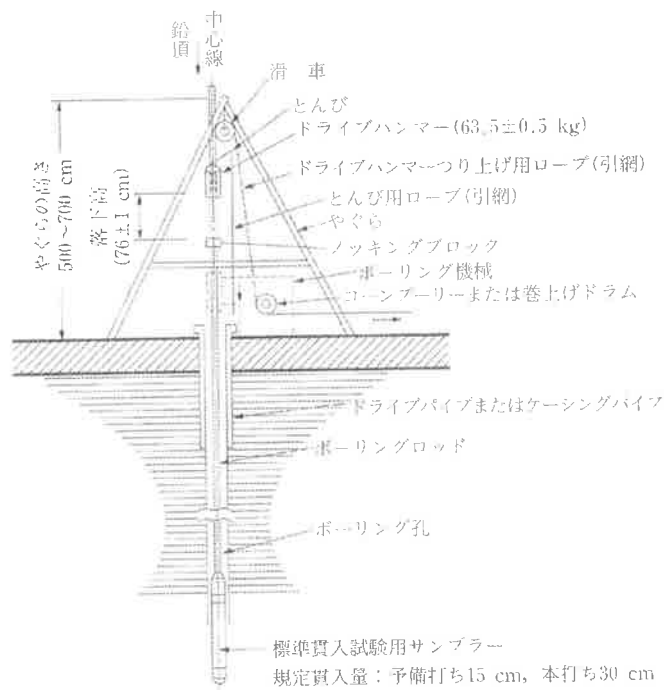 中心線
鉛直
滑 車
とんび
ドライブハンマー(63.5±0.5 kg)
ドライブハンマーつり上げ用ロープ(引綱)
とんび用ロープ(引綱)
やぐら
ノッキングブロック
ボーリング機械
コーンプーリーまたは巻上げドラム
やぐらの高さ
500~700 cm
落下高
(76±1 cm)
ドライブパイプまたはケーシングパイプ
ボーリングロッド
ボーリング孔
標準貫入試験用サンプラー
規定貫入量：予備打ち15 cm, 本打ち30 cm